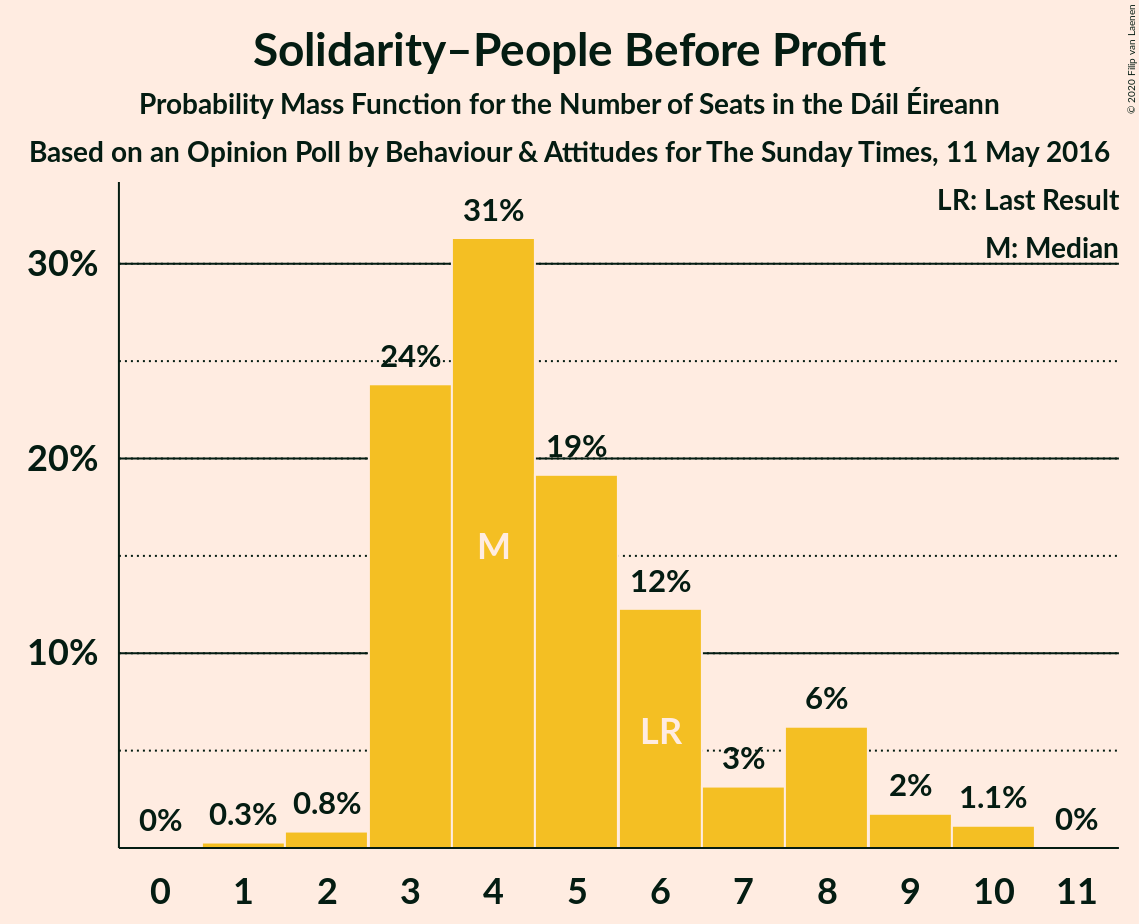 Solidarity–People Before Profit
Probability Mass Function for the Number of Seats in the Dáil Éireann
Based on an Opinion Poll by Behaviour & Attitudes for The Sunday Times, 11 May 2016
© 2020 Filip van Laenen
LR: Last Result
M: Median
30%
20%
10%
0%
0.3%
0.8%
24%
31%
19%
12%
3%
6%
2%
1.1%
0%
M
LR
0 1 2 3 4 5 6 7 8 9 10 11